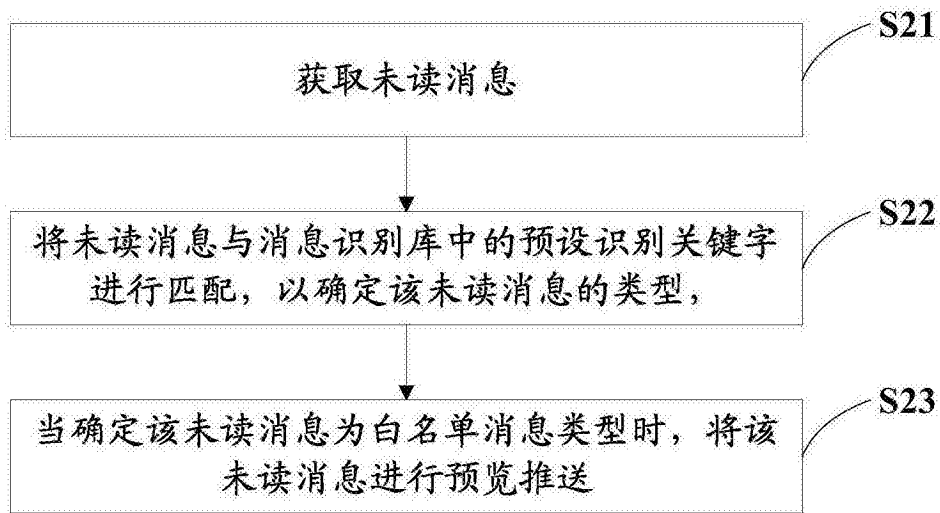 S21
获取未读消息
S22
将未读消息与消息识别库中的预设识别关键字
进行匹配，以确定该未读消息的类型，
S23
当确定该未读消息为白名单消息类型时，将该
未读消息进行预览推送